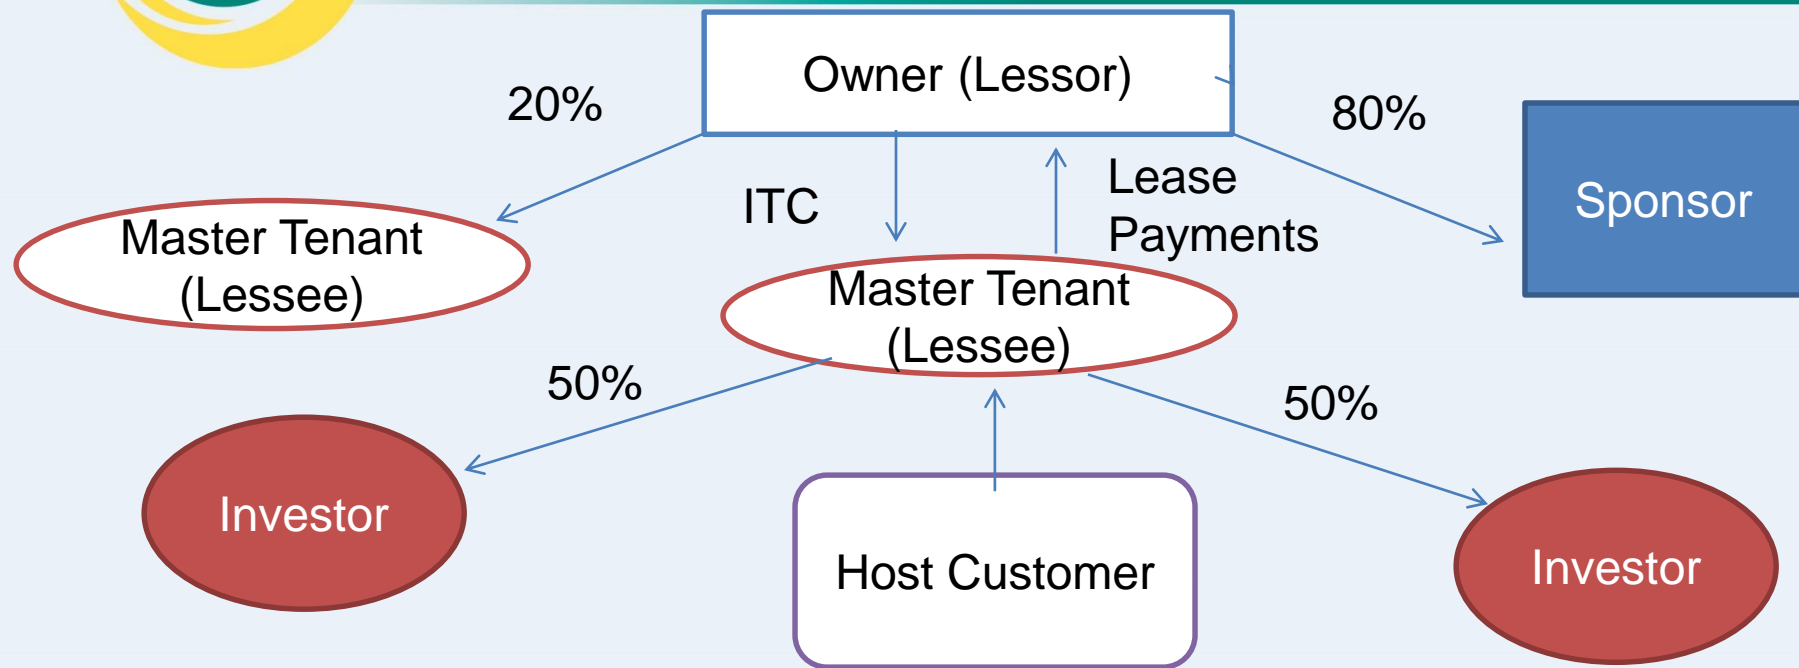 Owner (Lessor)
20%
80%
Sponsor
ITC
Lease
Payments
Master Tenant
(Lessee)
Master Tenant
(Lessee)
50%
50%
Investor
Host Customer
Investor